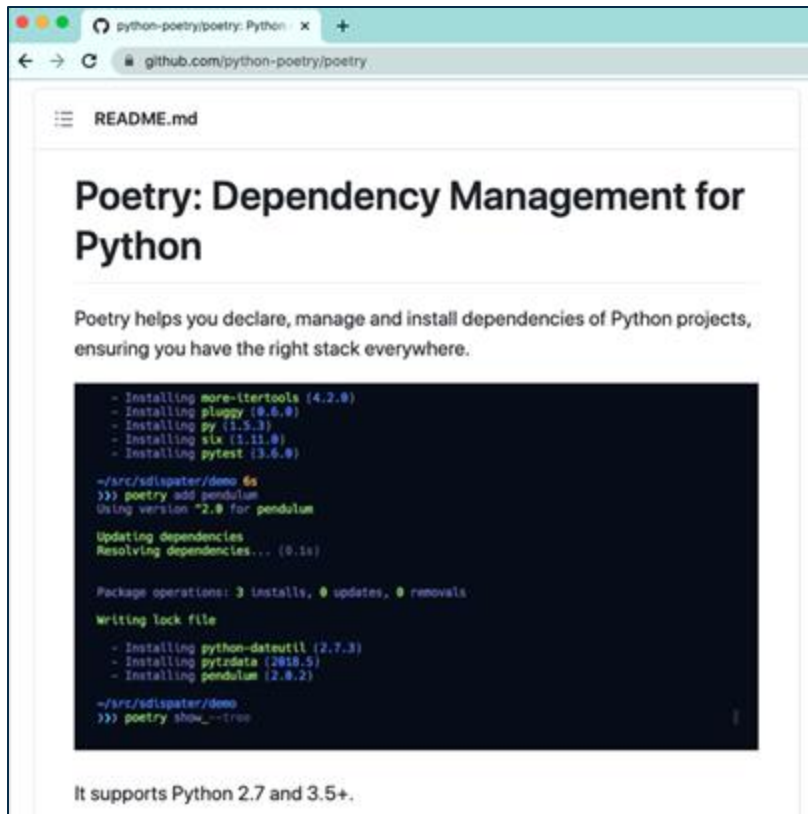 python-poetry/poetry: Python
github.com/python-poetry/poetry
README.md
Poetry: Dependency Management for
Python
Poetry helps you declare, manage and install dependencies of Python projects,
ensuring you have the right stack everywhere.
- Installing more-itertools (4.2.0)
- Installing pluggy (0.6.0)
- Installing py (1.5.3)
- Installing six (1.11.0)
- Installing pytest (3.6.0)
~/src/sdispater/demo 6s
>>> poetry add pendulum
Using version ^2.0 for pendulum
Updating dependencies
Resolving dependencies... (0.1s)
Package operations: 3 installs, 0 updates, 0 removals
Writing lock file
- Installing python-dateutil (2.7.3)
- Installing pytzdata (2018.5)
- Installing pendulum (2.0.2)
~/src/sdispater/demo
>>> poetry show --tree
It supports Python 2.7 and 3.5+.